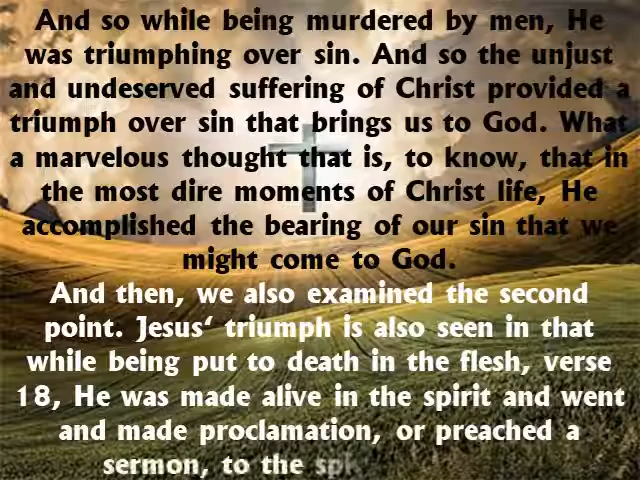 And so while being murdered by men, He
was triumphing over sin. And so the unjust
and undeserved suffering of Christ provided a
triumph over sin that brings us to God. What
a marvelous thought that is, to know, that in
the most dire moments of Christ life, He
accomplished the bearing of our sin that we
might come to God.
And then, we also examined the second
point. Jesus‘ triumph is also seen in that
while being put to death in the flesh, verse
18, He was made alive in the spirit and went
and made proclamation, or preached a
sermon, to the